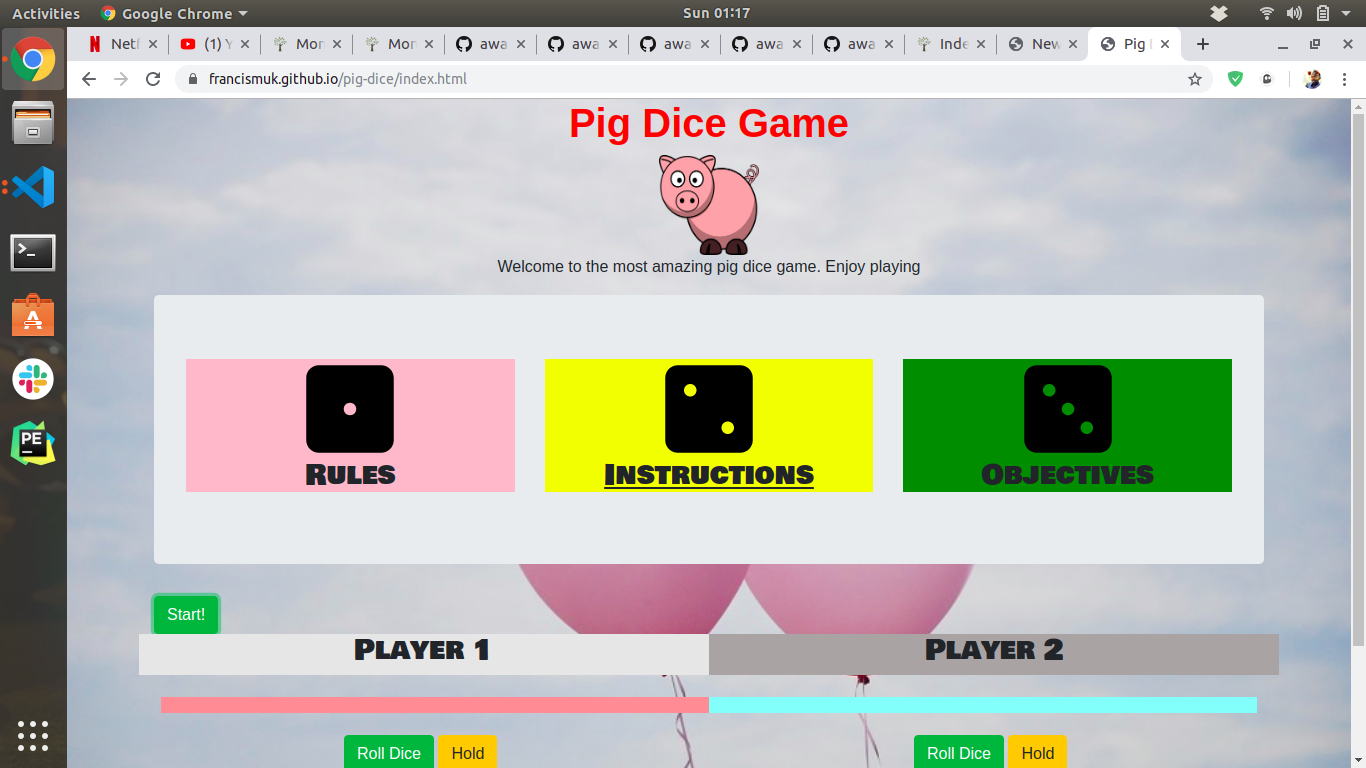 Activities Google Chrome Sun 01:17
Netf (1) Y Mor Mor awa awa awa awa awa Inde New Pig
francismuk.github.io/pig-dice/index.html
Pig Dice Game
Welcome to the most amazing pig dice game. Enjoy playing
Rules Instructions Objectives
Start!
Player 1 Player 2
Roll Dice Hold Roll Dice Hold
PE